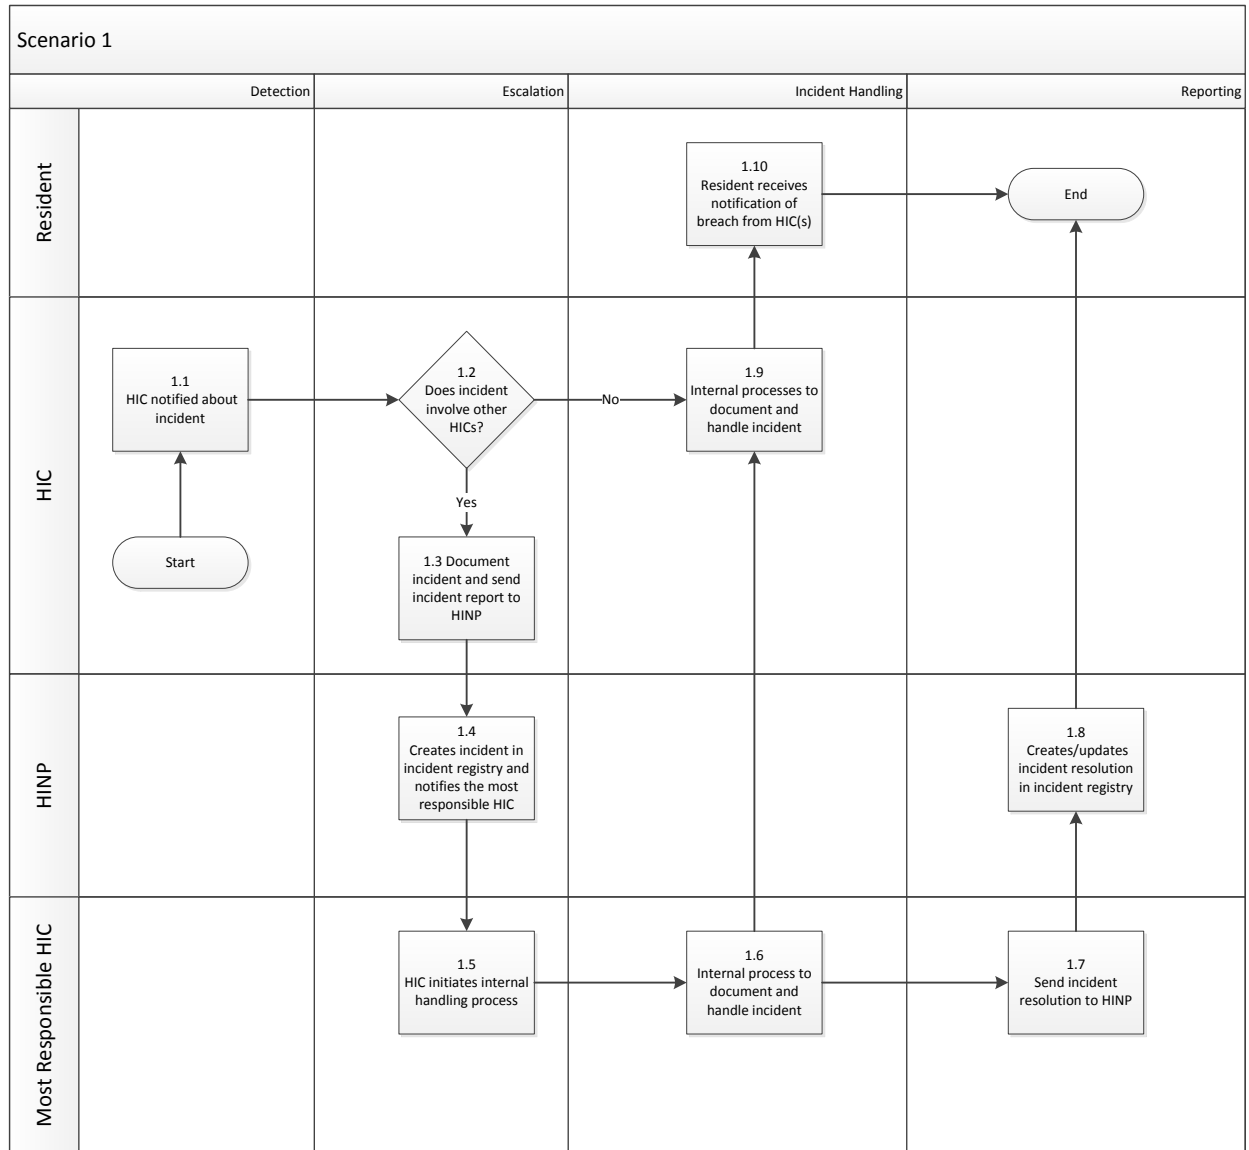 Scenario 1
Detection
Escalation
Incident Handling
Reporting
Resident
1.10
Resident receives
notification of
breach from HIC(s)
End
HIC
1.1
HIC notified about
incident
1.2
Does incident
involve other
HICs?
No
1.9
Internal processes to
document and
handle incident
Yes
Start
1.3 Document
incident and send
incident report to
HINP
HINP
1.4
Creates incident in
incident registry and
notifies the most
responsible HIC
1.8
Creates/updates
incident resolution
in incident registry
Most Responsible HIC
1.5
HIC initiates internal
handling process
1.6
Internal process to
document and
handle incident
1.7
Send incident
resolution to HINP